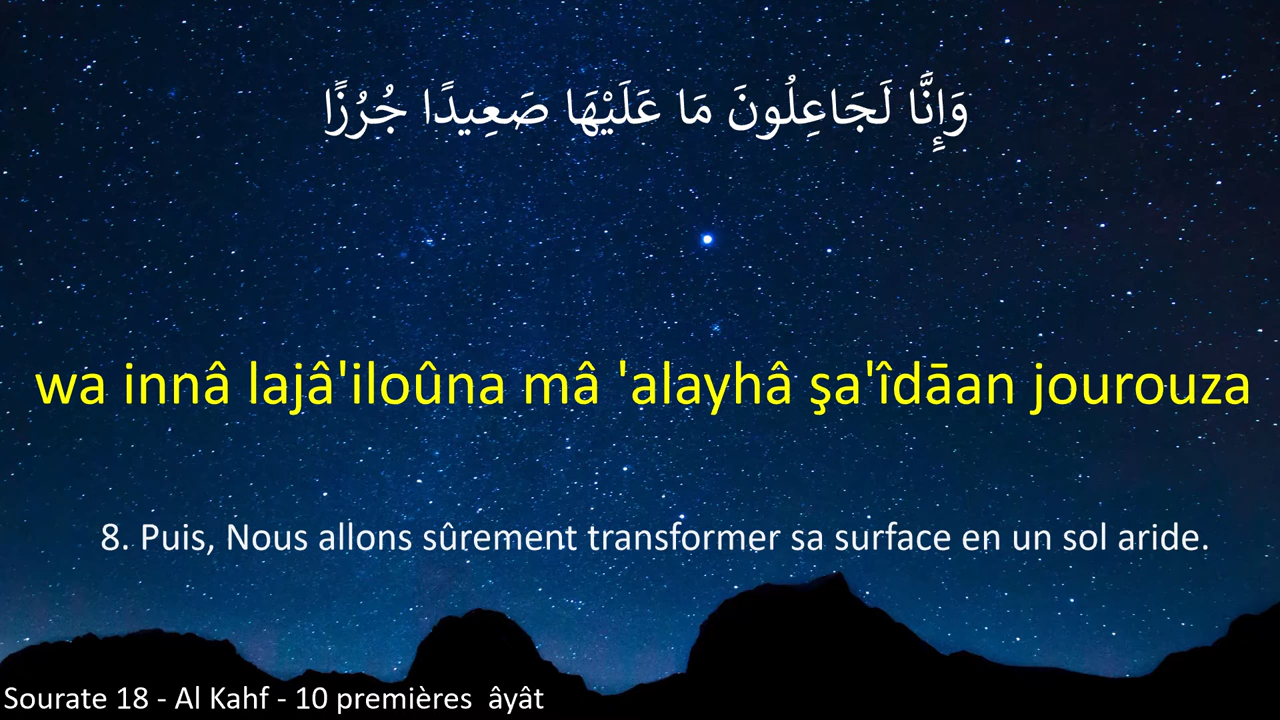 وَإِنَّا لَجَاعِلُونَ مَا عَلَيْهَا صَعِيدًا جُرُزًا
wa innâ lajâ'iloûna mâ 'alayhâ şa'îdāan jourouza
8. Puis, Nous allons sûrement transformer sa surface en un sol aride.
Sourate 18 - Al Kahf - 10 premières âyât